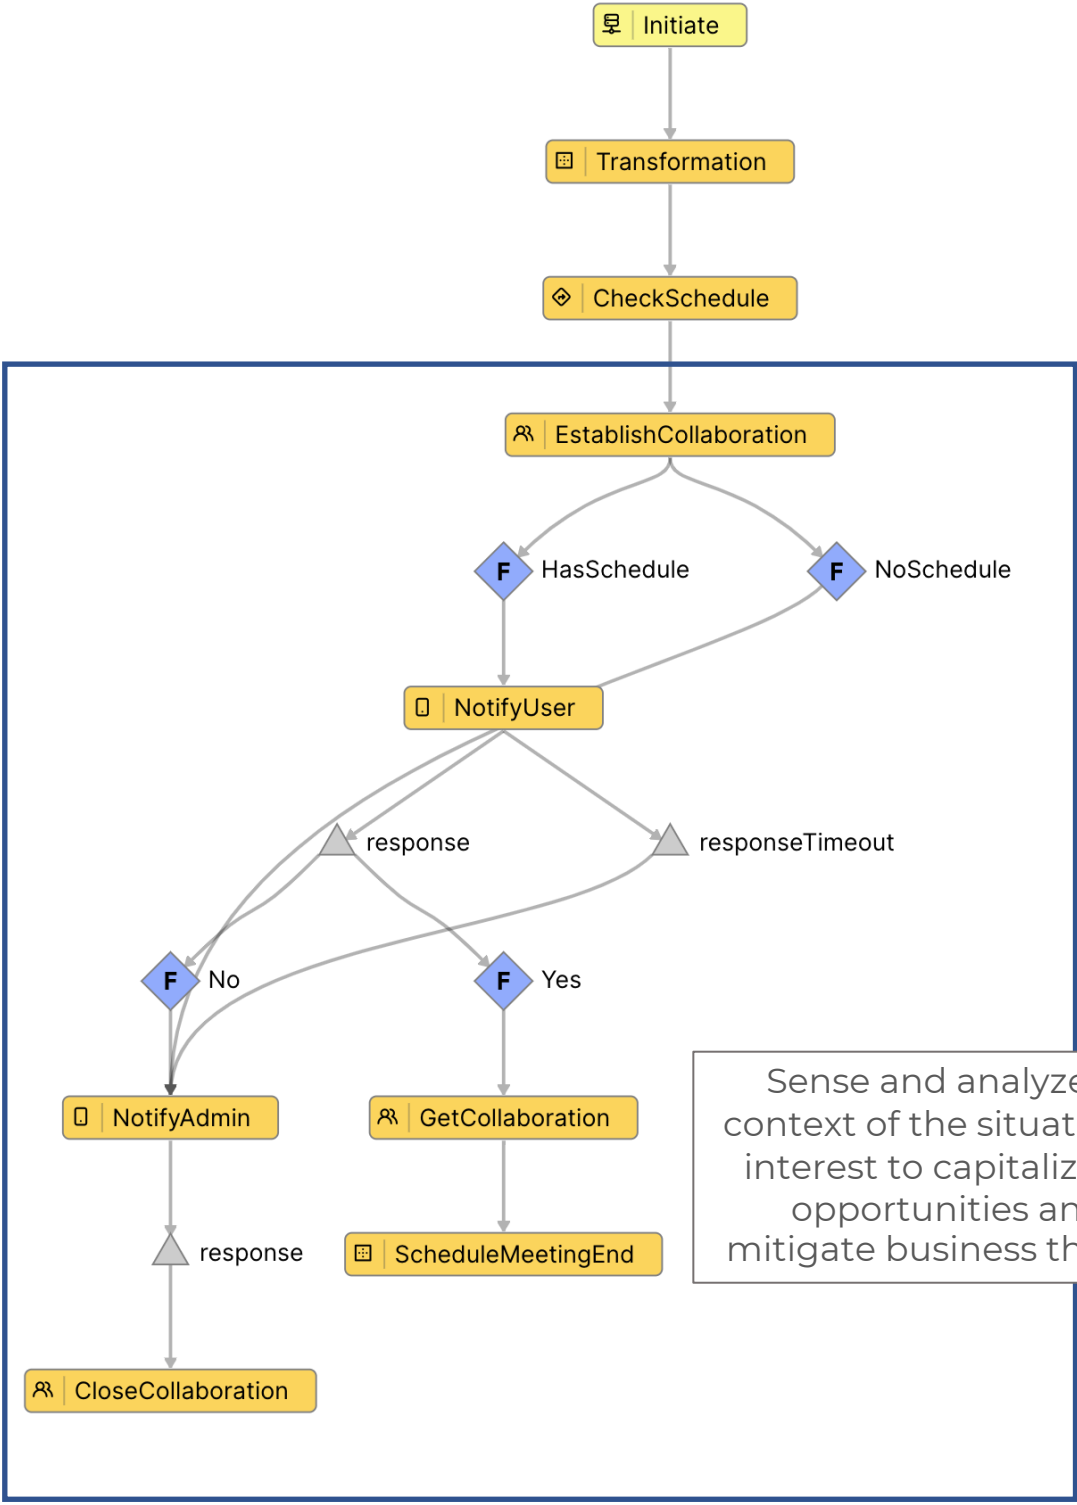 Initiate
Transformation
CheckSchedule
EstablishCollaboration
F HasSchedule
F NoSchedule
NotifyUser
response
responseTimeout
F No
F Yes
NotifyAdmin
GetCollaboration
response
ScheduleMeetingEnd
CloseCollaboration
Sense and analyze
context of the situat
interest to capitaliz
opportunities an
mitigate business th